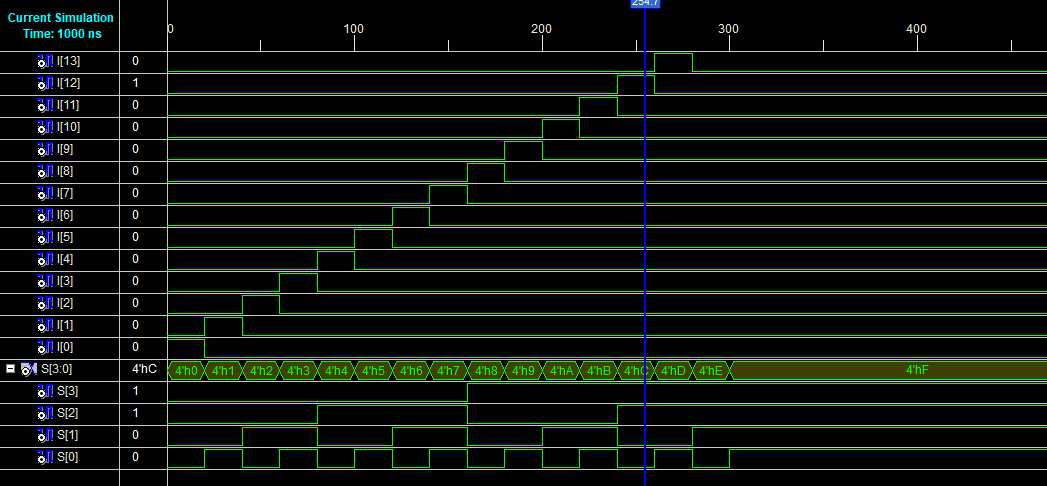 254.7
Current Simulation
Time: 1000 ns
0 100 200 300 400
I[13] 0
I[12] 1
I[11] 0
I[10] 0
I[9] 0
I[8] 0
I[7] 0
I[6] 0
I[5] 0
I[4] 0
I[3] 0
I[2] 0
I[1] 0
I[0] 0
S[3:0] 4'hC 4'h0 4'h1 4'h2 4'h3 4'h4 4'h5 4'h6 4'h7 4'h8 4'h9 4'hA 4'hB 4'hC 4'hD 4'hE 4'hF
S[3] 1
S[2] 1
S[1] 0
S[0] 0